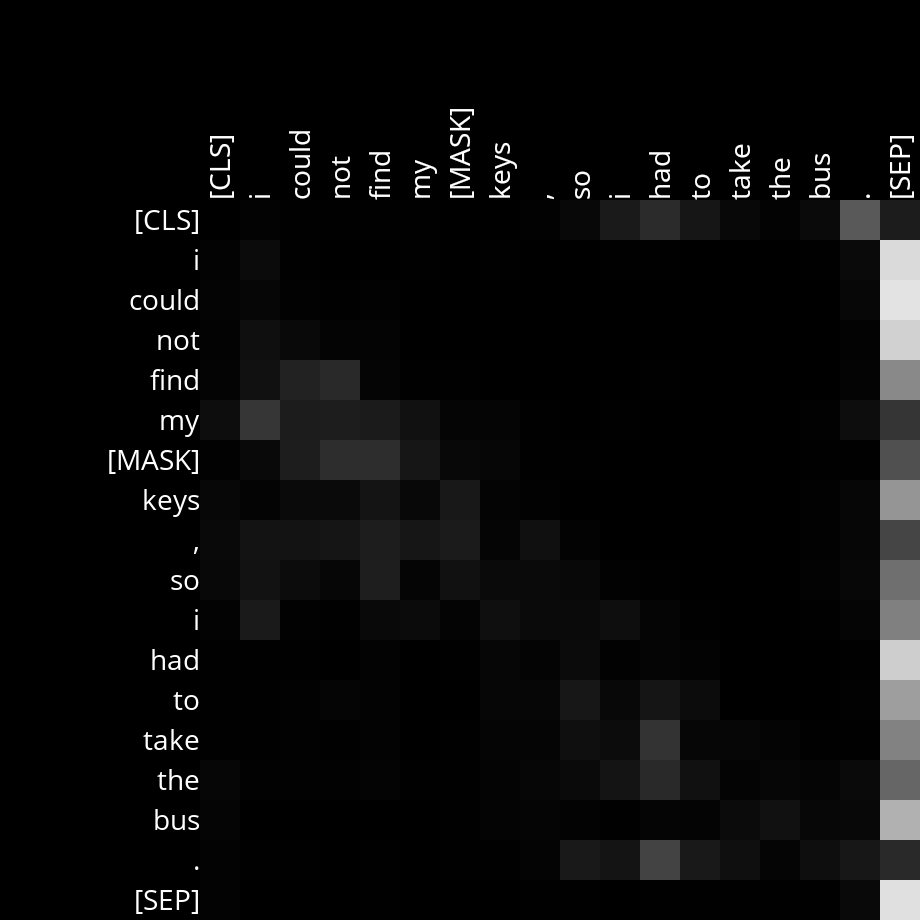 [CLS] i could not find my [MASK] keys , so i had to take the bus . [SEP]
[CLS]
i
could
not
find
my
[MASK]
keys
,
so
i
had
to
take
the
bus
.
[SEP]